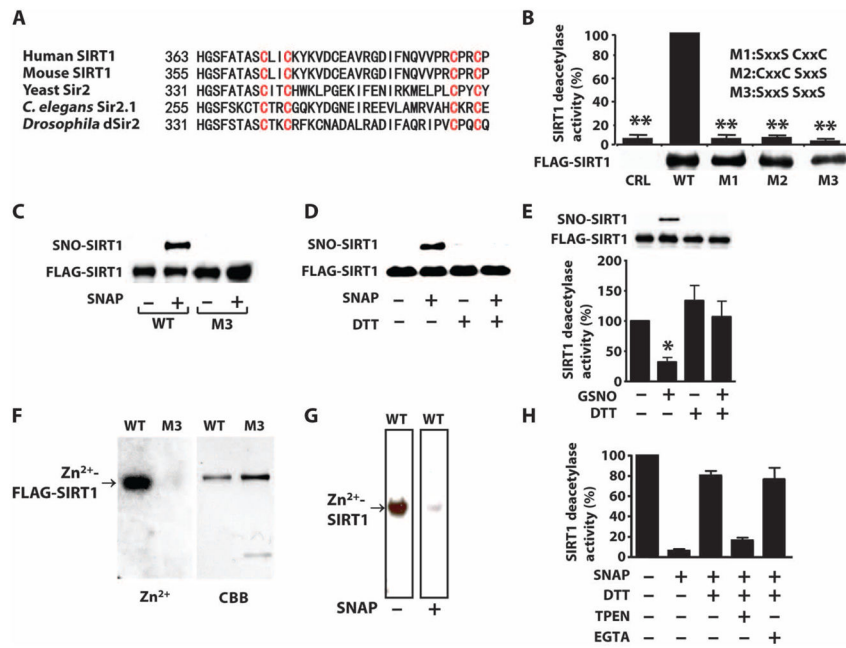 A
Human SIRT1 363 HGSFATASCLICKYKVDCEAVRGDIFNQVVPRCPRCP
Mouse SIRT1 355 HGSFATASCLICKYKVDCEAVRGDIFNQVVPRCPRCP
Yeast Sir2 331 HGSFATASCITCHWKLPGEKIFENIRKMELPLCPYCY
C. elegans Sir2.1 255 HGSFSKCTCTRCGQKYDGNEIREEVLAMRVAHCKRCE
Drosophila dSir2 331 HGSFSTASCTKCRFKCNADALRADIFAQRIPVCPQCQ
B
SIRT1 deacetylase activity (%)
100
80
60
40
20
0
M1:SxxS CxxC
M2:CxxC SxxS
M3:SxxS SxxS
** ** ** **
FLAG-SIRT1
CRL WT M1 M2 M3
C
SNO-SIRT1
FLAG-SIRT1
SNAP − + − +
WT M3
D
SNO-SIRT1
FLAG-SIRT1
SNAP − + − +
DTT − − + +
E
SNO-SIRT1
FLAG-SIRT1
SIRT1 deacetylase activity (%)
200
150
100
50
0
*
GSNO − + − +
DTT − − + +
F
WT M3 WT M3
Zn2+-
FLAG-SIRT1
Zn2+ CBB
G
WT WT
Zn2+-
SIRT1
SNAP − +
H
SIRT1 deacetylase activity (%)
100
80
60
40
20
0
SNAP − + + + +
DTT − − + + +
TPEN − − − + −
EGTA − − − − +